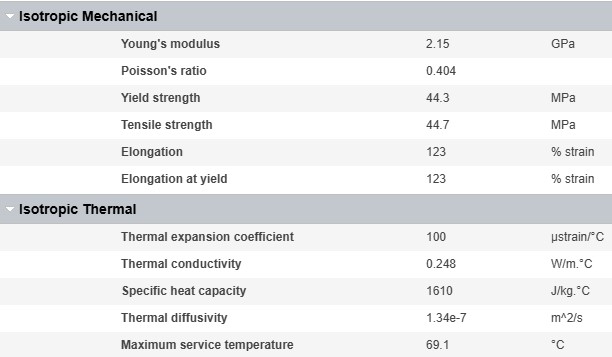 Isotropic Mechanical
Young's modulus 2.15 GPa
Poisson's ratio 0.404
Yield strength 44.3 MPa
Tensile strength 44.7 MPa
Elongation 123 % strain
Elongation at yield 123 % strain
Isotropic Thermal
Thermal expansion coefficient 100 µstrain/°C
Thermal conductivity 0.248 W/m.°C
Specific heat capacity 1610 J/kg.°C
Thermal diffusivity 1.34e-7 m^2/s
Maximum service temperature 69.1 °C